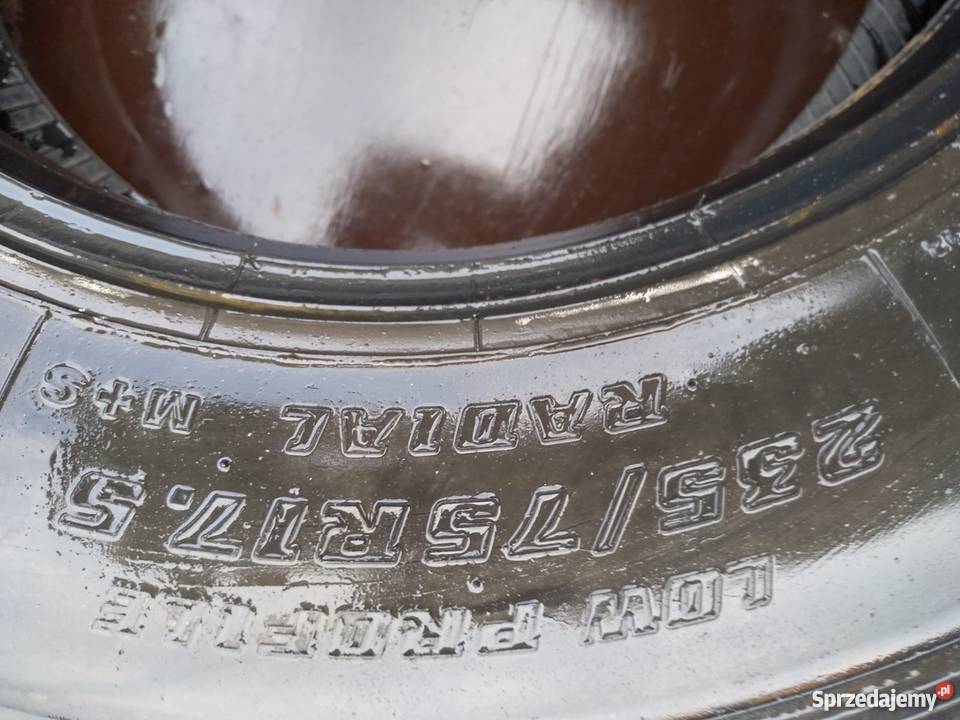 LOW PROFILE
235/75R17.5
RADIAL M+S
Sprzedajemy.pl